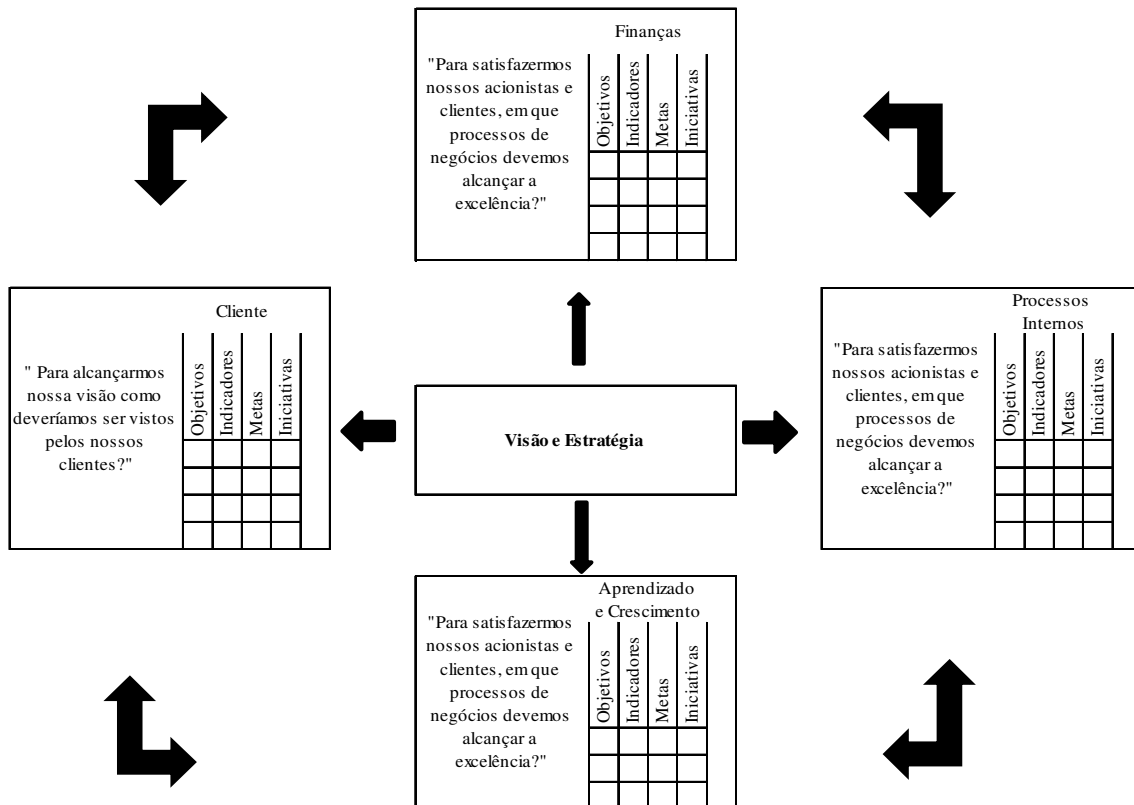 Finanças
"Para satisfazermos
nossos acionistas e
clientes, em que
processos de
negócios devemos
alcançar a
excelência?"
Objetivos
Indicadores
Metas
Iniciativas
Cliente
" Para alcançarmos
nossa visão como
deveríamos ser vistos
pelos nossos
clientes?"
Objetivos
Indicadores
Metas
Iniciativas
Visão e Estratégia
Processos
Internos
"Para satisfazermos
nossos acionistas e
clientes, em que
processos de
negócios devemos
alcançar a
excelência?"
Objetivos
Indicadores
Metas
Iniciativas
Aprendizado
e Crescimento
"Para satisfazermos
nossos acionistas e
clientes, em que
processos de
negócios devemos
alcançar a
excelência?"
Objetivos
Indicadores
Metas
Iniciativas